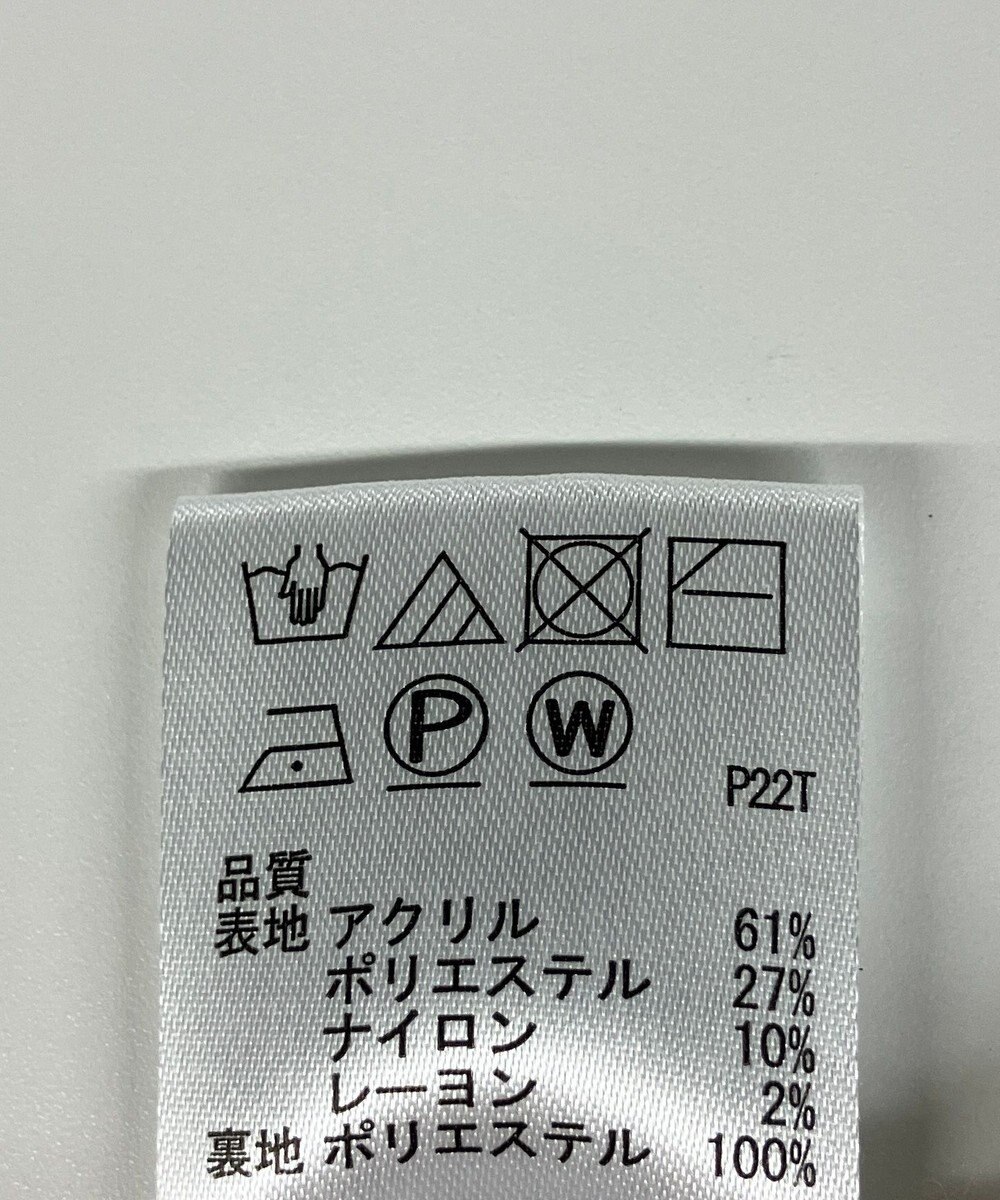 P W
P22T
品質
表地 アクリル 61%
ポリエステル 27%
ナイロン 10%
レーヨン 2%
裏地 ポリエステル 100%